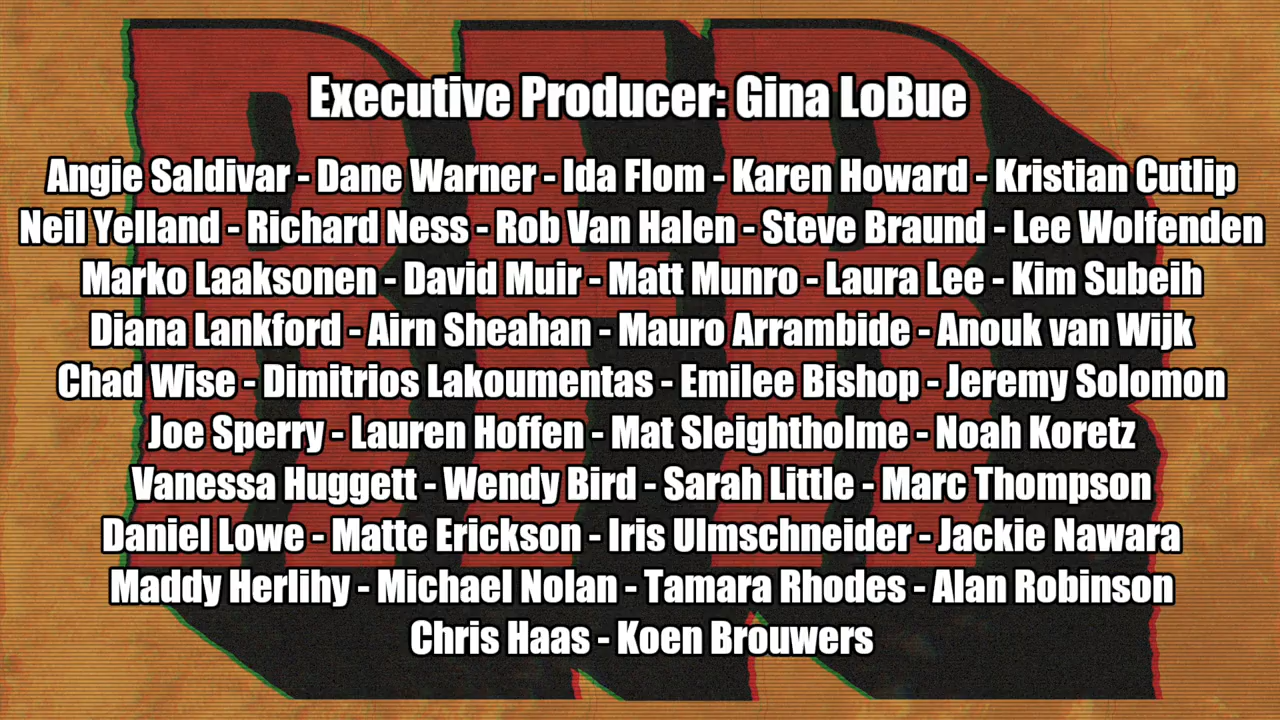 Executive Producer: Gina LoBue
Angie Saldivar - Dane Warner - Ida Flom - Karen Howard - Kristian Cutlip
Neil Yelland - Richard Ness - Rob Van Halen - Steve Braund - Lee Wolfenden
Marko Laaksonen - David Muir - Matt Munro - Laura Lee - Kim Subeih
Diana Lankford - Airn Sheahan - Mauro Arrambide - Anouk van Wijk
Chad Wise - Dimitrios Lakoumentas - Emilee Bishop - Jeremy Solomon
Joe Sperry - Lauren Hoffen - Mat Sleightholme - Noah Koretz
Vanessa Huggett - Wendy Bird - Sarah Little - Marc Thompson
Daniel Lowe - Matte Erickson - Iris Ulmschneider - Jackie Nawara
Maddy Herlihy - Michael Nolan - Tamara Rhodes - Alan Robinson
Chris Haas - Koen Brouwers